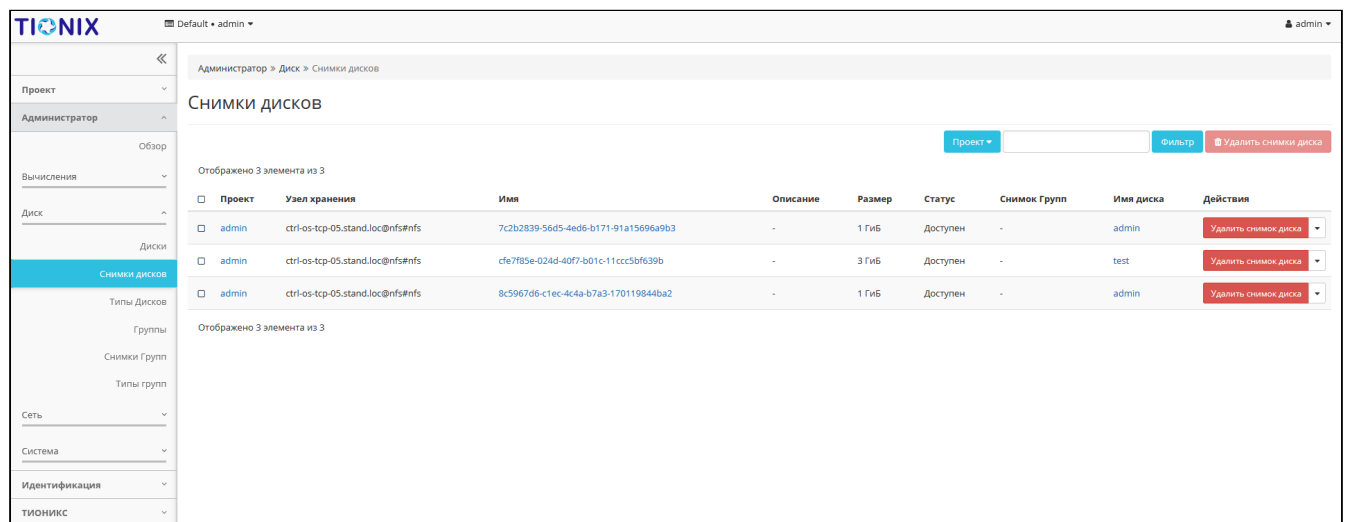 TIONIX
Default • admin
admin
Администратор » Диск » Снимки дисков
Проект
Администратор
Обзор
Вычисления
Диск
Диски
Снимки дисков
Типы Дисков
Группы
Снимки Групп
Типы групп
Сеть
Система
Идентификация
ТИОНИКС
Снимки дисков
Проект Фильтр Удалить снимки диска
Отображено 3 элемента из 3
Проект Узел хранения Имя Описание Размер Статус Снимок Групп Имя диска Действия
admin ctrl-os-tcp-05.stand.loc@nfs#nfs 7c2b2839-56d5-4ed6-b171-91a15696a9b3 - 1 ГиБ Доступен - admin Удалить снимок диска
admin ctrl-os-tcp-05.stand.loc@nfs#nfs cfe7f85e-024d-40f7-b01c-11ccc5bf639b - 3 ГиБ Доступен - test Удалить снимок диска
admin ctrl-os-tcp-05.stand.loc@nfs#nfs 8c5967d6-c1ec-4c4a-b7a3-170119844ba2 - 1 ГиБ Доступен - admin Удалить снимок диска
Отображено 3 элемента из 3